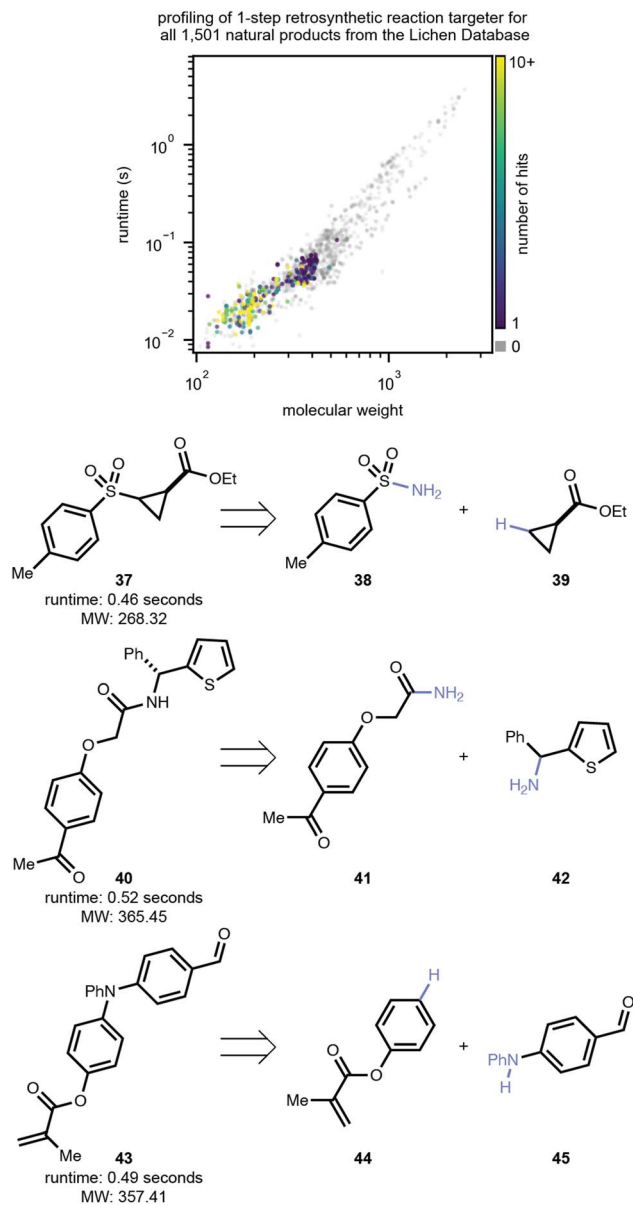 profiling of 1-step retrosynthetic reaction targeter for
all 1,501 natural products from the Lichen Database
10+
10⁰
10⁻¹
10⁻²
runtime (s)
number of hits
1
0
10²
10³
molecular weight
O
O
O
S
OEt
Me
37
runtime: 0.46 seconds
MW: 268.32
O
O
S
NH₂
Me
38
+
O
H
OEt
39
Ph
S
O
NH
O
Me
O
40
runtime: 0.52 seconds
MW: 365.45
O
NH₂
O
Me
O
41
+
Ph
S
H₂N
42
O
PhN
O
O
Me
43
runtime: 0.49 seconds
MW: 357.41
H
O
O
Me
44
+
O
PhN
H
45